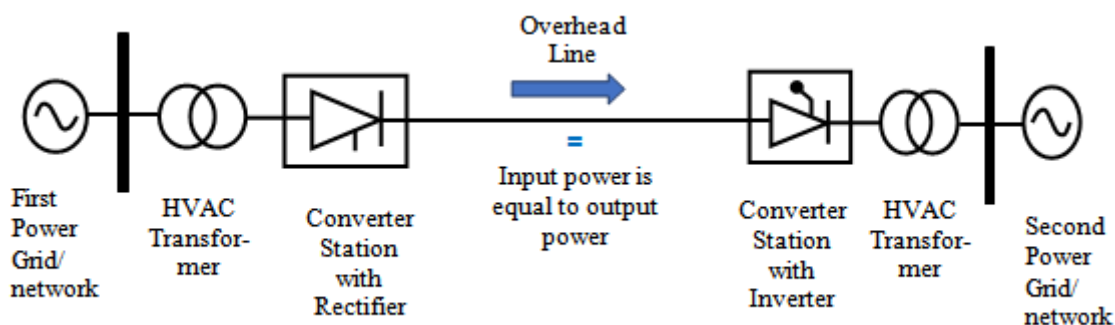 Overhead
Line
=
Input power is
equal to output
power
First
Power
Grid/
network
HVAC
Transfor-
mer
Converter
Station
with
Rectifier
Converter
Station
with
Inverter
HVAC
Transfor-
mer
Second
Power
Grid/
network